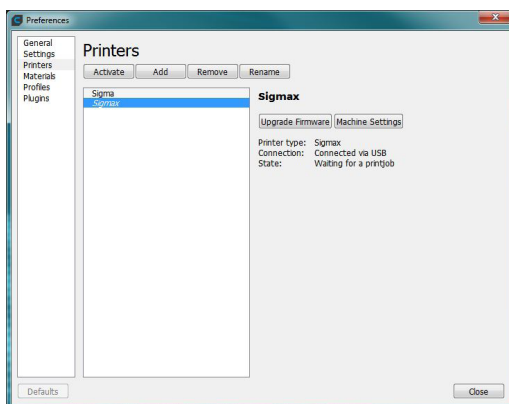 Preferences
General
Settings
Printers
Materials
Profiles
Plugins
Printers
Activate Add Remove Rename
Sigma
Sigmax
Sigmax
Upgrade Firmware Machine Settings
Printer type: Sigmax
Connection: Connected via USB
State: Waiting for a printjob
Defaults Close